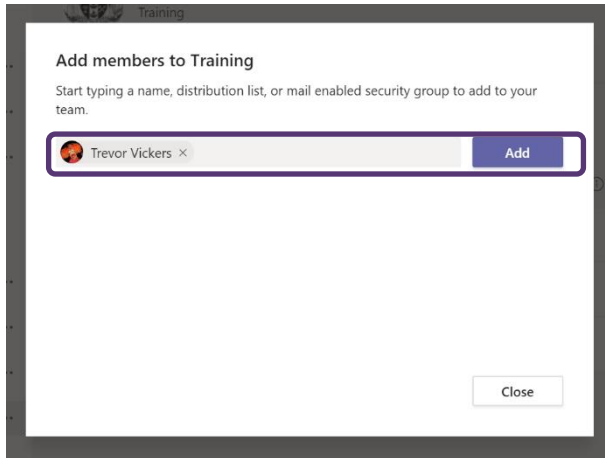 Training
Add members to Training
Start typing a name, distribution list, or mail enabled security group to add to your
team.
Trevor Vickers ×
Add
Close